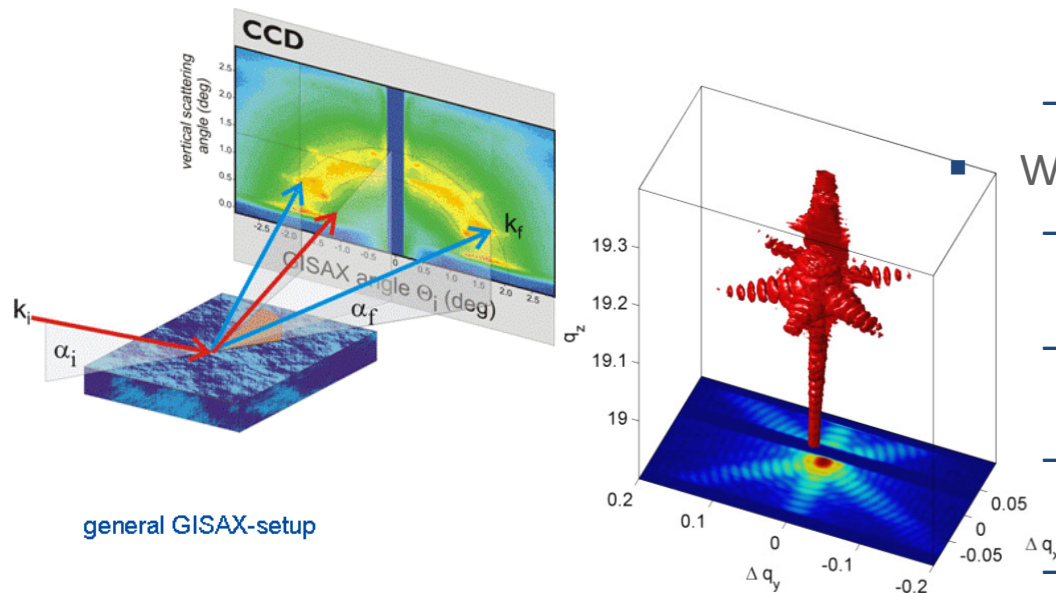 CCD
vertical scattering
angle (deg)
2.5
2.0
1.5
1.0
0.5
0.0
-2.5 -2.0 -1.5 -1.0 -0.5 0 0.5 1.0 1.5 2.0 2.5
GISAX angle Θi (deg)
kf
ki
αi
αf
general GISAX-setup
W
19.3
19.2
19.1
19
qz
0.2
0.1
0
-0.1
-0.2
Δ qy
0.05
0
-0.05
Δ qx